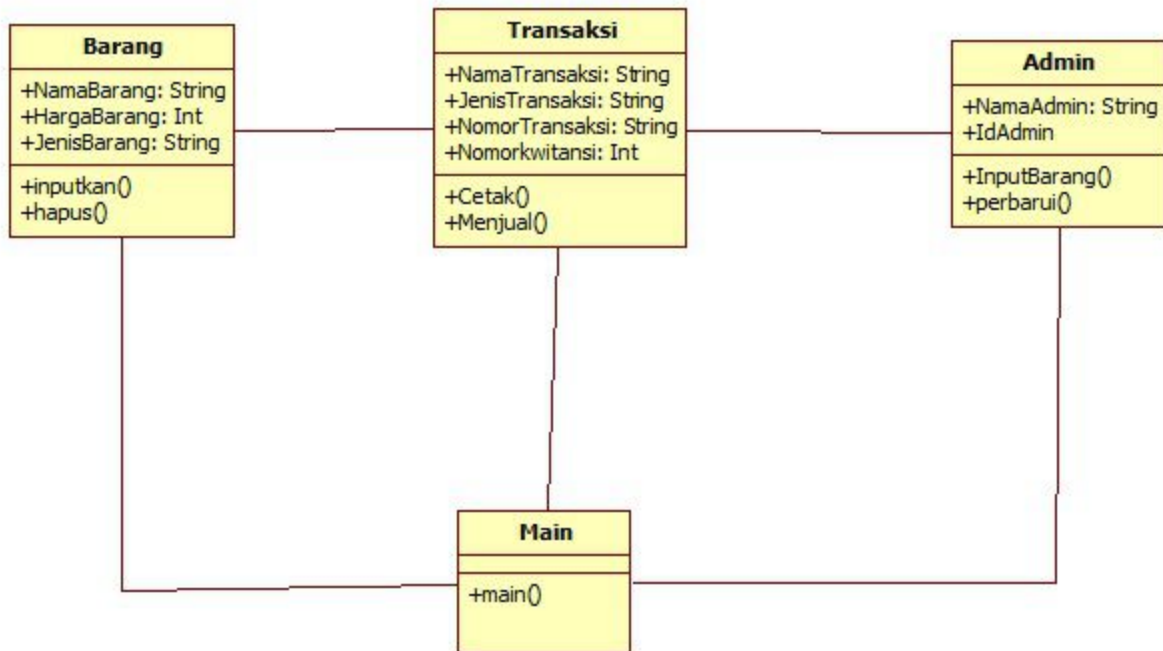 Barang
+NamaBarang: String
+HargaBarang: Int
+JenisBarang: String
+inputkan()
+hapus()
Transaksi
+NamaTransaksi: String
+JenisTransaksi: String
+NomorTransaksi: String
+Nomorkwitansi: Int
+Cetak()
+Menjual()
Admin
+NamaAdmin: String
+IdAdmin
+InputBarang()
+perbarui()
Main
+main()